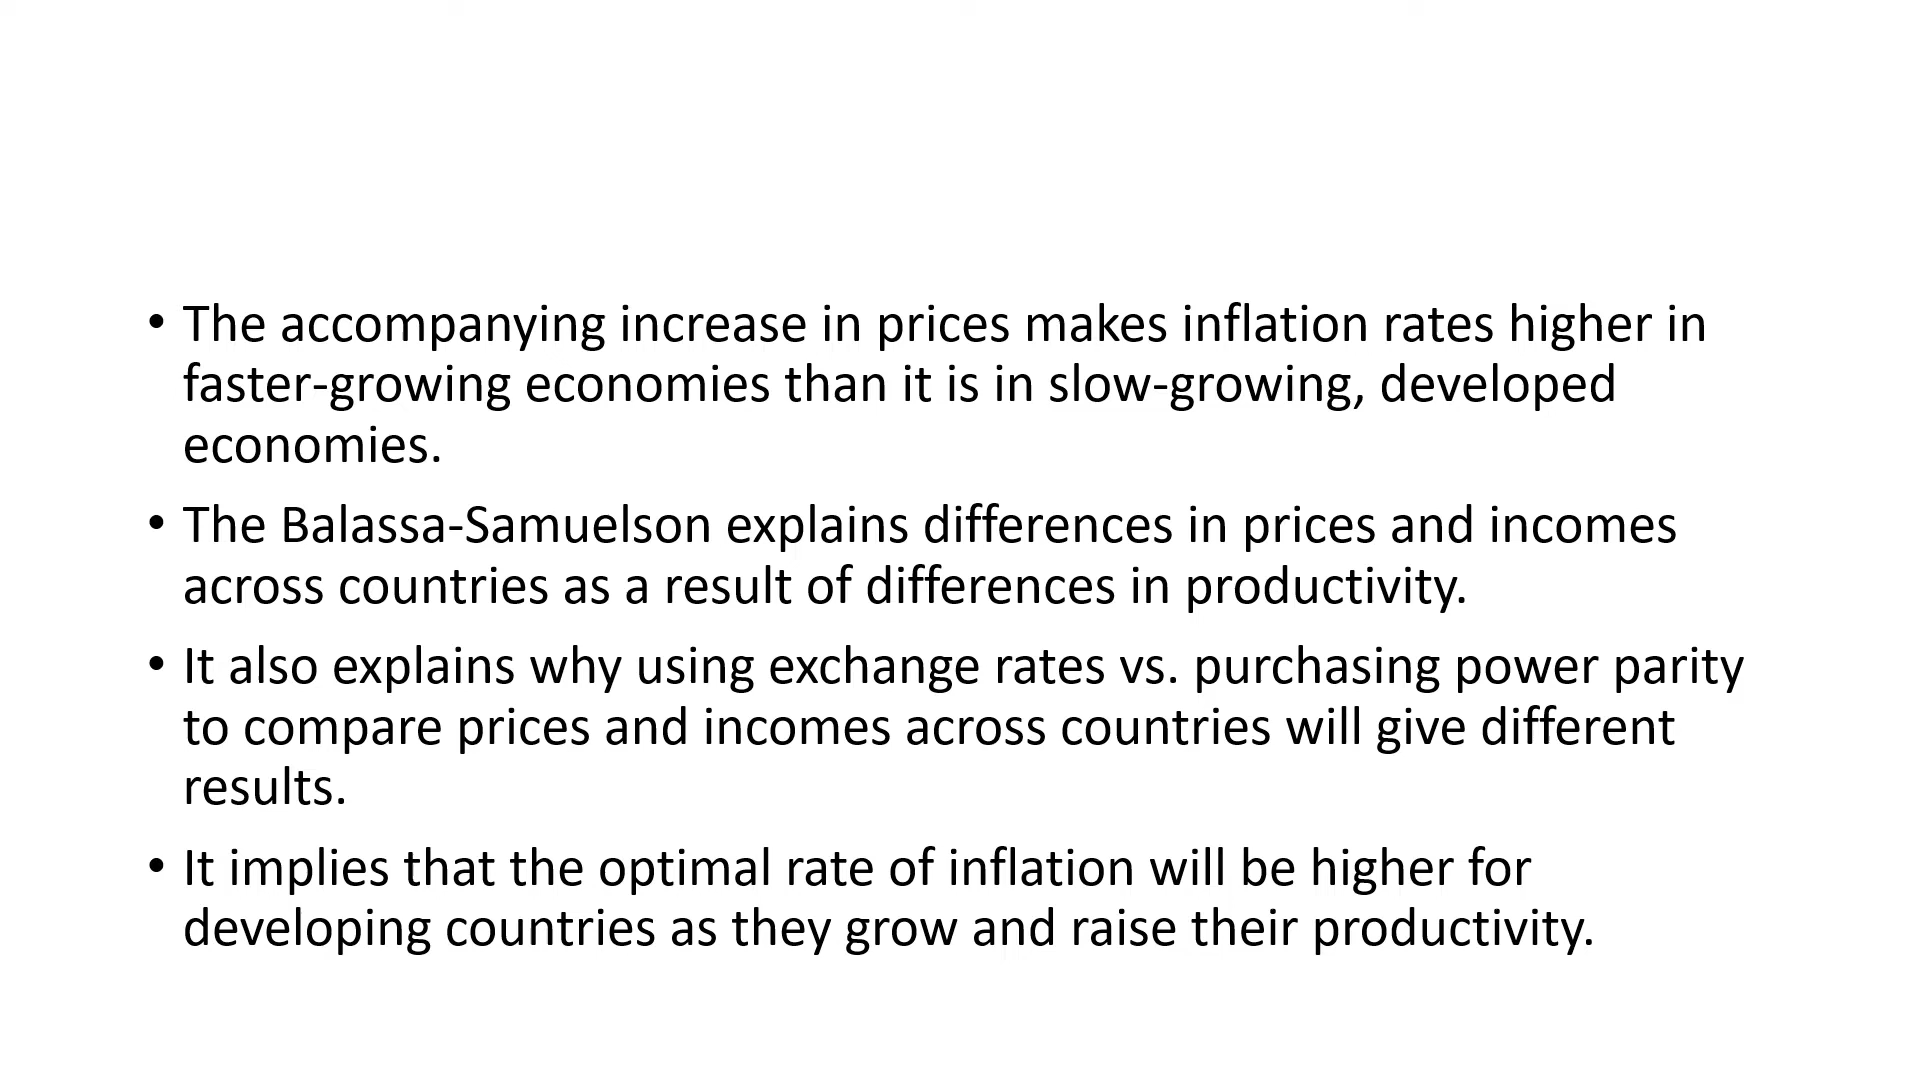 • The accompanying increase in prices makes inflation rates higher in
faster-growing economies than it is in slow-growing, developed
economies.
• The Balassa-Samuelson explains differences in prices and incomes
across countries as a result of differences in productivity.
• It also explains why using exchange rates vs. purchasing power parity
to compare prices and incomes across countries will give different
results.
• It implies that the optimal rate of inflation will be higher for
developing countries as they grow and raise their productivity.